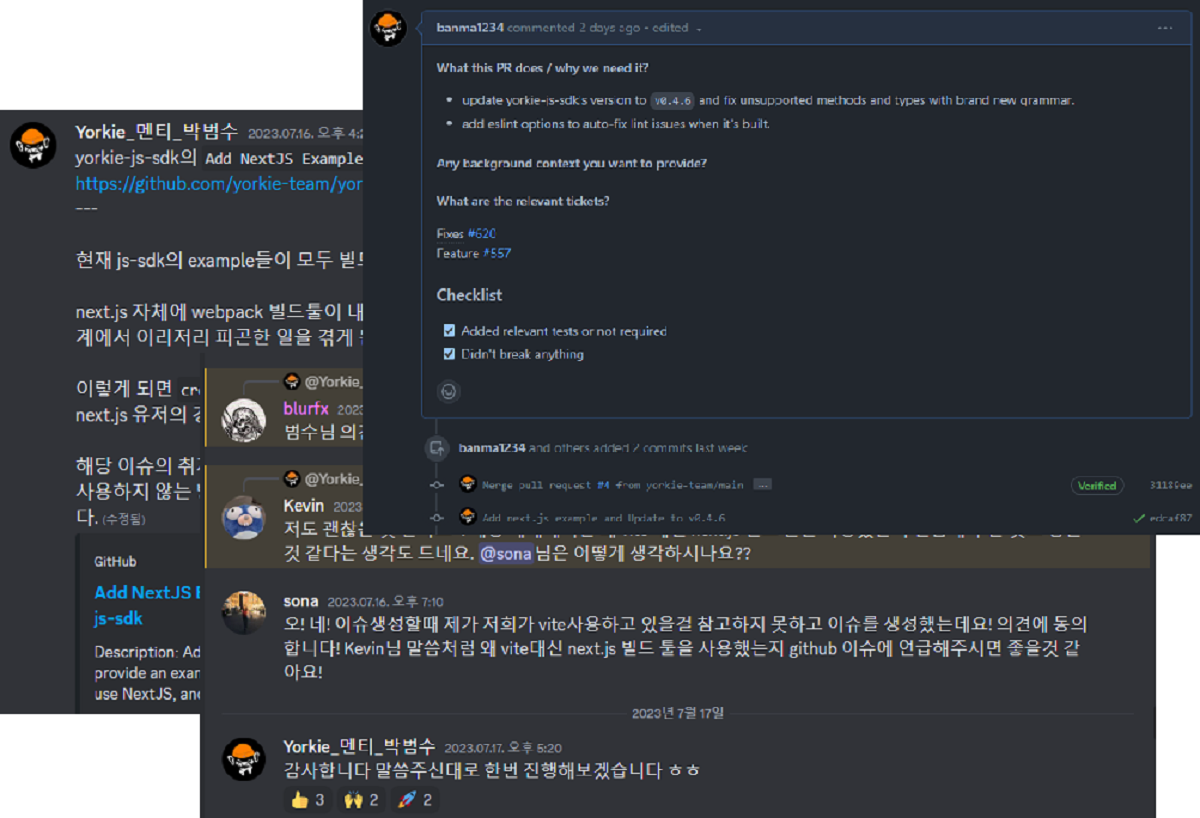 banma1234 commented 2 days ago · edited
What this PR does / why we need it?
update yorkie-js-sdk's version to v0.4.6 and fix unsupported methods and types with brand new grammar.
add eslint options to auto-fix lint issues when it's built.
Any background context you want to provide?
What are the relevant tickets?
Fixes #620
Feature #557
Checklist
Added relevant tests or not required
Didn't break anything
banma1234 and others added 2 commits last week
Merge pull request #4 from yorkie-team/main ...
Verified 31189ee
Add next.js example and Update to v0.4.6
edcaf87
Yorkie_멘티_박범수 2023.07.16. 오후 4:2
yorkie-js-sdk의 Add NextJS Example
https://github.com/yorkie-team/yor
---
현재 js-sdk의 example들이 모두 빌드
next.js 자체에 webpack 빌드툴이 내
계에서 이리저리 피곤한 일을 겪게
이렇게 되면 cr
next.js 유저의
해당 이슈의 취
사용하지 않는
다. (수정됨)
GitHub
Add NextJS E
js-sdk
Description: Ad
provide an exan
use NextJS, and
@Yorkie_
blurfx 2023
범수님 의견
@Yorkie_
Kevin 2023
저도 괜찮은
것 같다는 생각도 드네요. @sona 님은 어떻게 생각하시나요??
sona 2023.07.16. 오후 7:10
오! 네! 이슈생성할때 제가 저희가 vite사용하고 있을걸 참고하지 못하고 이슈를 생성했는데요! 의견에 동의
합니다! Kevin님 말씀처럼 왜 vite대신 next.js 빌드 툴을 사용했는지 github 이슈에 언급해주시면 좋을것 같
아요!
2023년 7월 17일
Yorkie_멘티_박범수 2023.07.17. 오후 5:20
감사합니다 말씀주신대로 한번 진행해보겠습니다 ㅎㅎ
3 2 2